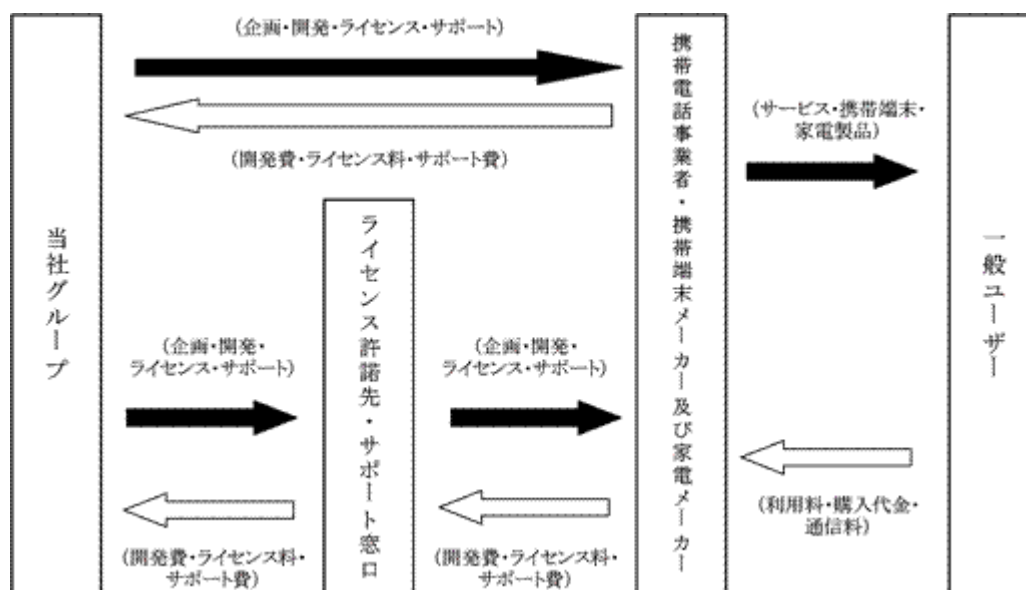 (企画・開発・ライセンス・サポート)
(開発費・ライセンス料・サポート費)
当社グループ
ライセンス許諾先・サポート窓口
携帯電話事業者・携帯端末メーカー及び家電メーカー
一般ユーザー
(サービス・携帯端末・
家電製品)
(企画・開発・
ライセンス・サポート)
(企画・開発・
ライセンス・サポート)
(利用料・購入代金・
通信料)
(開発費・ライセンス料・
サポート費)
(開発費・ライセンス料・
サポート費)